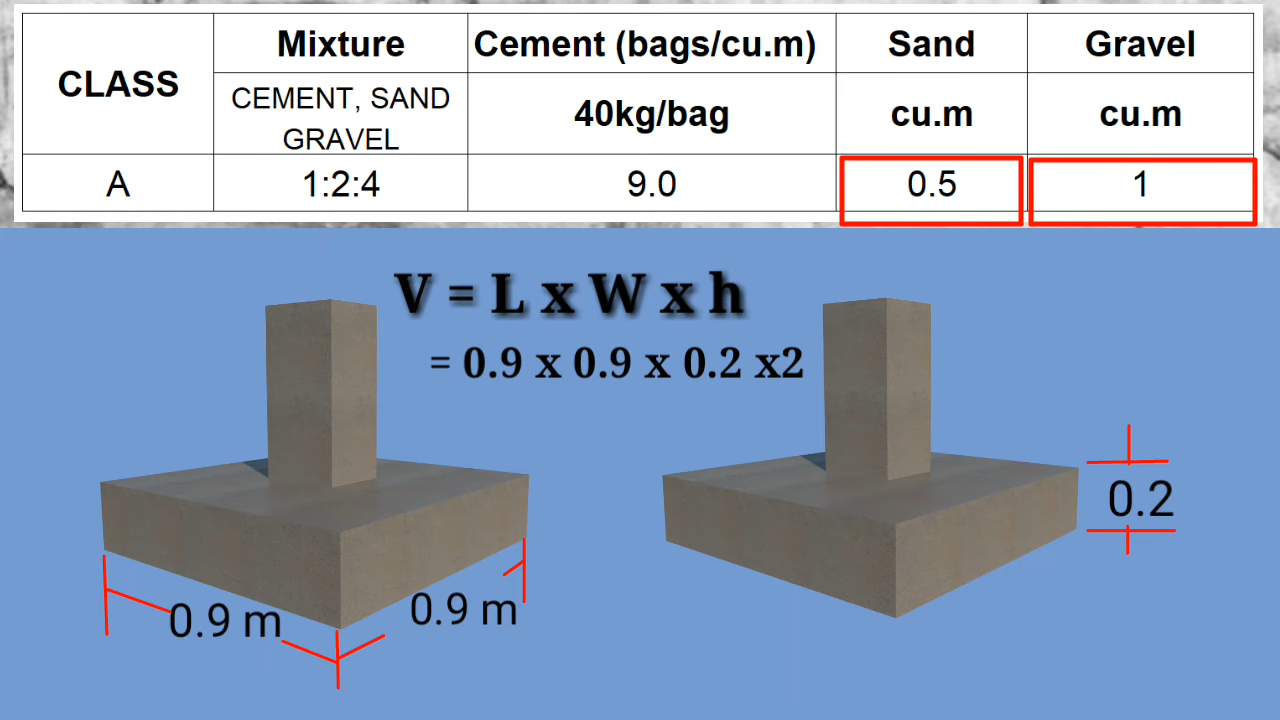 CLASS
Mixture
Cement (bags/cu.m)
Sand
Gravel
CEMENT, SAND
GRAVEL
40kg/bag
cu.m
cu.m
A
1:2:4
9.0
0.5
1
V = L x W x h
= 0.9 x 0.9 x 0.2 x2
0.2
0.9 m
0.9 m